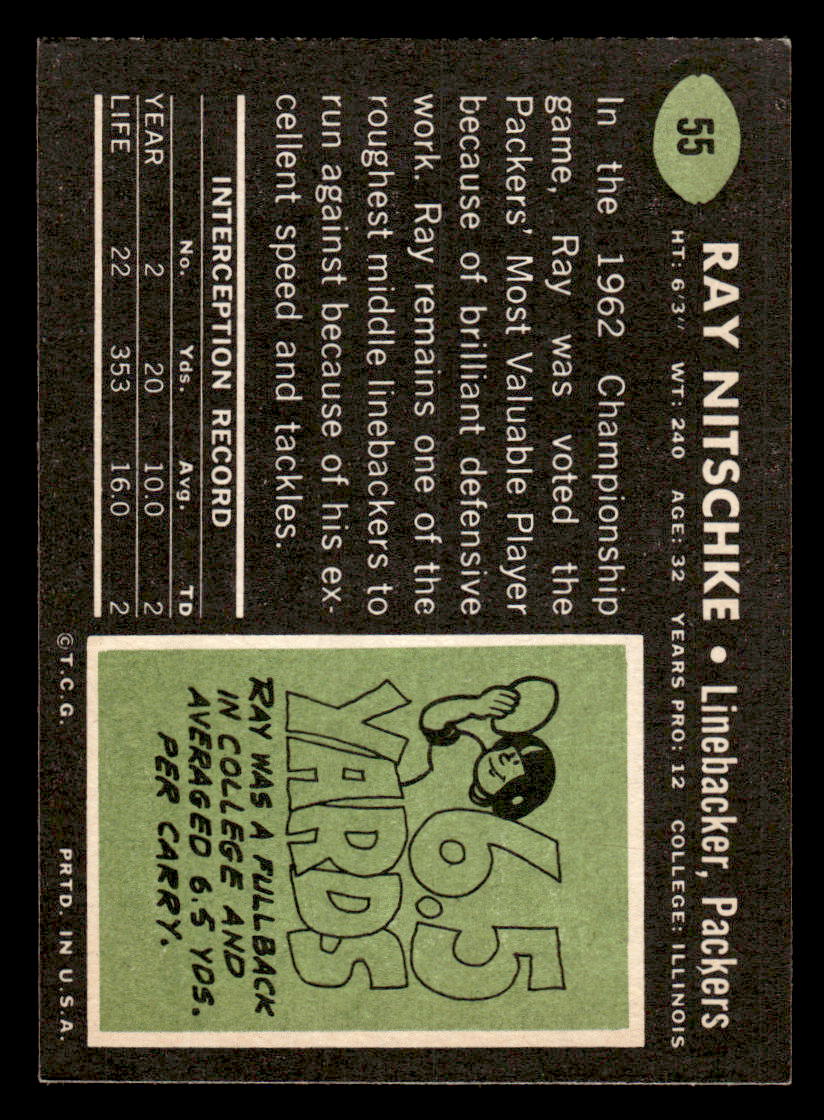 55
RAY NITSCHKE • Linebacker, Packers
HT: 6'3" WT: 240 AGE: 32 YEARS PRO: 12 COLLEGE: ILLINOIS
In the 1962 Championship
game, Ray was voted the
Packers' Most Valuable Player
because of brilliant defensive
work. Ray remains one of the
roughest middle linebackers to
run against because of his ex-
cellent speed and tackles.
INTERCEPTION RECORD
No. Yds. Avg. TD
YEAR 2 20 10.0 2
LIFE 22 353 16.0 2
6.5
YARDS
RAY WAS A FULLBACK
IN COLLEGE AND
AVERAGED 6.5 YDS.
PER CARRY.
©T.C.G. PRTD. IN U.S.A.